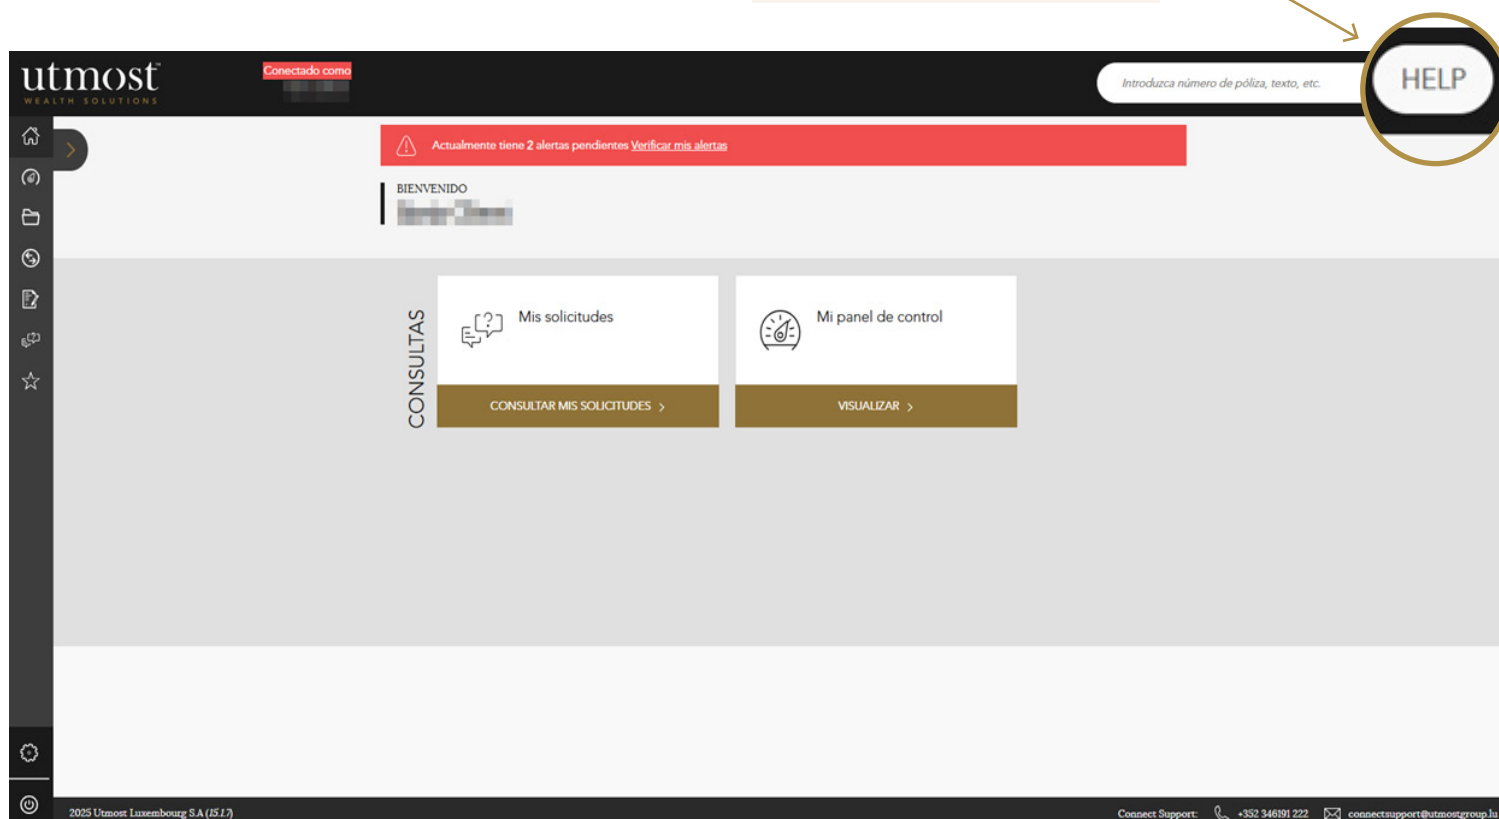 utmost™
WEALTH SOLUTIONS
Conectado como
Introduzca número de póliza, texto, etc.
HELP
Actualmente tiene 2 alertas pendientes Verificar mis alertas
BIENVENIDO
CONSULTAS
Mis solicitudes
CONSULTAR MIS SOLICITUDES >
Mi panel de control
VISUALIZAR >
2025 Utmost Luxembourg S.A (15.1.7)
Connect Support: +352 346191 222 connectsupport@utmostgroup.lu